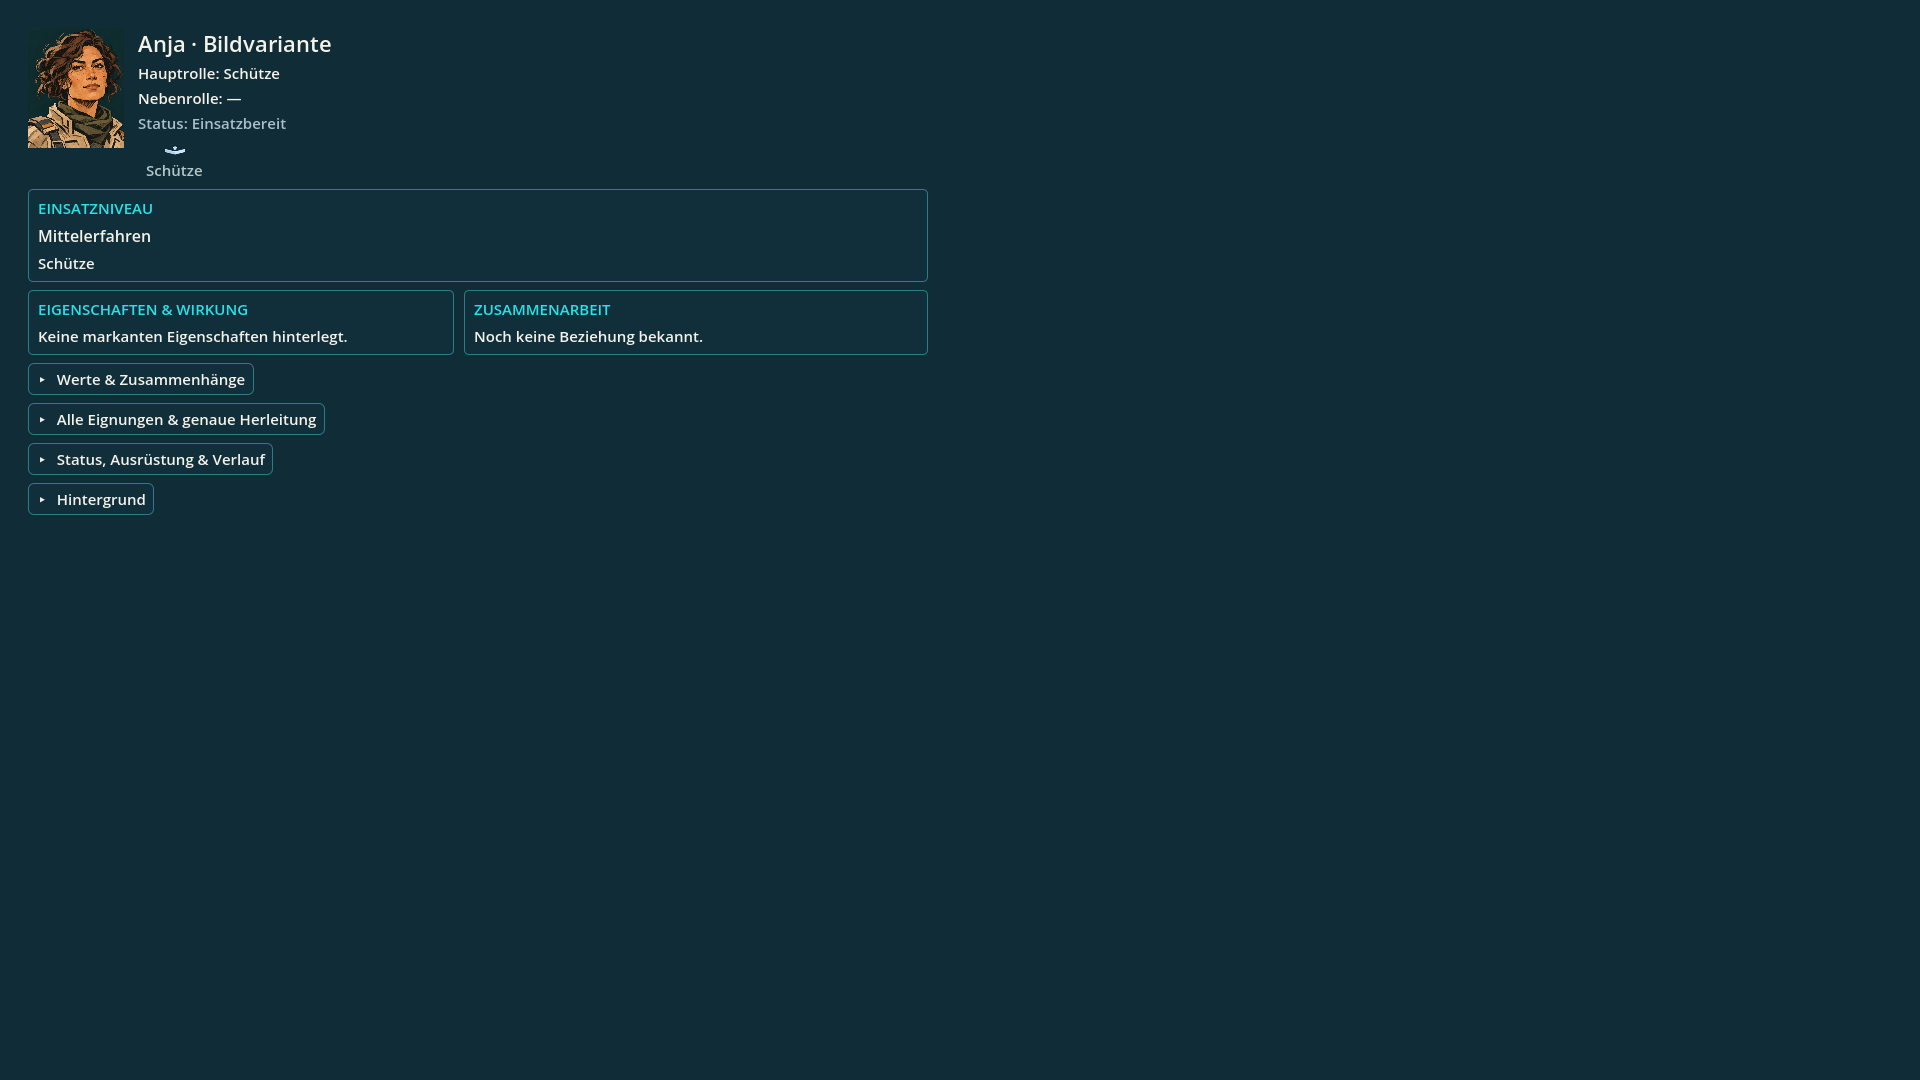 Anja · Bildvariante
Hauptrolle: Schütze
Nebenrolle: —
Status: Einsatzbereit
Schütze
EINSATZNIVEAU
Mittelerfahren
Schütze
EIGENSCHAFTEN & WIRKUNG
Keine markanten Eigenschaften hinterlegt.
ZUSAMMENARBEIT
Noch keine Beziehung bekannt.
▸ Werte & Zusammenhänge
▸ Alle Eignungen & genaue Herleitung
▸ Status, Ausrüstung & Verlauf
▸ Hintergrund